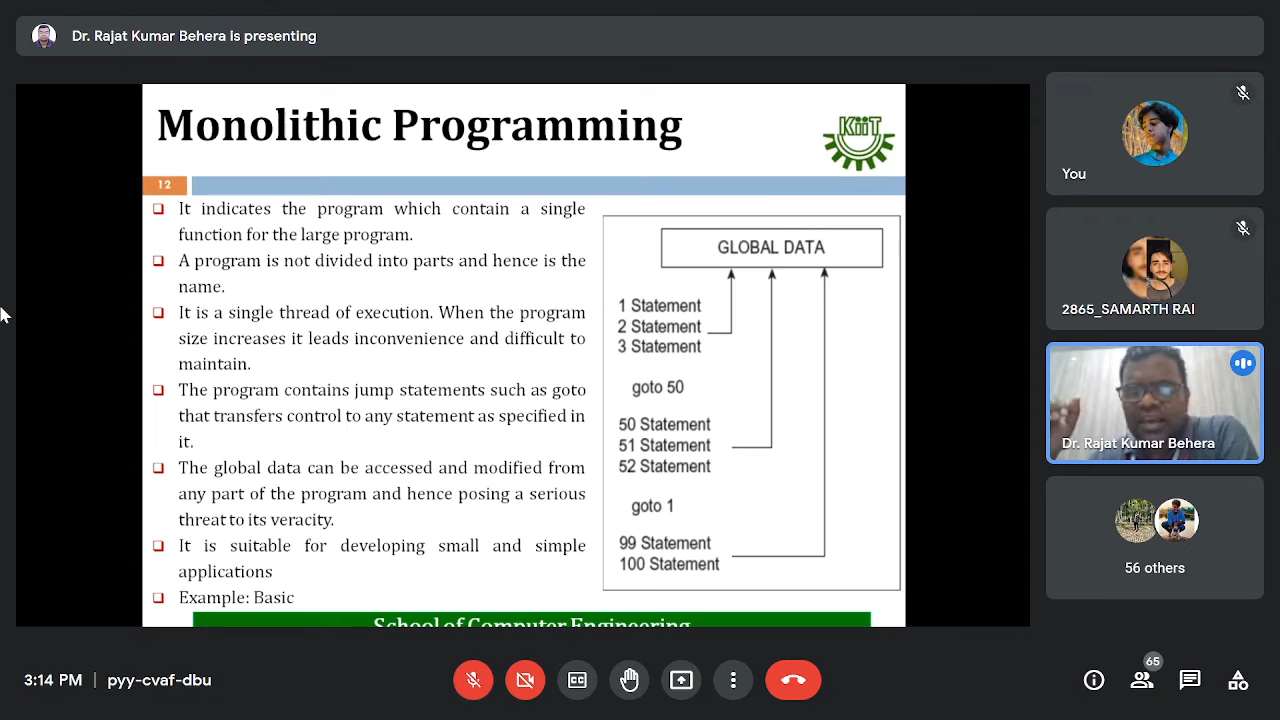 Dr. Rajat Kumar Behera is presenting
Monolithic Programming
KiiT
12
It indicates the program which contain a single
function for the large program.
A program is not divided into parts and hence is the
name.
It is a single thread of execution. When the program
size increases it leads inconvenience and difficult to
maintain.
The program contains jump statements such as goto
that transfers control to any statement as specified in
it.
The global data can be accessed and modified from
any part of the program and hence posing a serious
threat to its veracity.
It is suitable for developing small and simple
applications
Example: Basic
GLOBAL DATA
1 Statement
2 Statement
3 Statement
goto 50
50 Statement
51 Statement
52 Statement
goto 1
99 Statement
100 Statement
School of Computer Engineering
You
2865_SAMARTH RAI
Dr. Rajat Kumar Behera
56 others
3:14 PM | pyy-cvaf-dbu
65